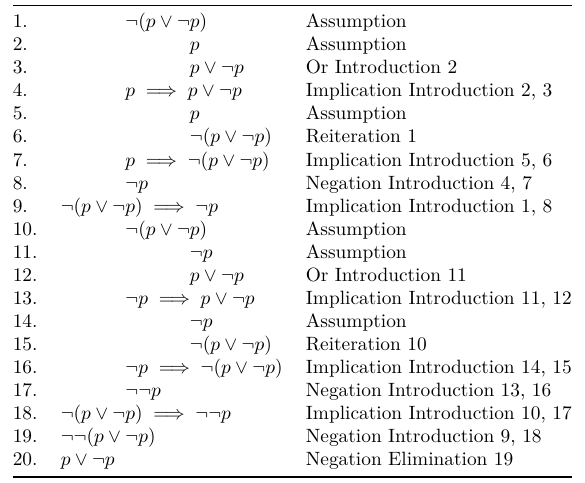 1. ¬(p ∨ ¬p) Assumption
2. p Assumption
3. p ∨ ¬p Or Introduction 2
4. p ⟹ p ∨ ¬p Implication Introduction 2, 3
5. p Assumption
6. ¬(p ∨ ¬p) Reiteration 1
7. p ⟹ ¬(p ∨ ¬p) Implication Introduction 5, 6
8. ¬p Negation Introduction 4, 7
9. ¬(p ∨ ¬p) ⟹ ¬p Implication Introduction 1, 8
10. ¬(p ∨ ¬p) Assumption
11. ¬p Assumption
12. p ∨ ¬p Or Introduction 11
13. ¬p ⟹ p ∨ ¬p Implication Introduction 11, 12
14. ¬p Assumption
15. ¬(p ∨ ¬p) Reiteration 10
16. ¬p ⟹ ¬(p ∨ ¬p) Implication Introduction 14, 15
17. ¬¬p Negation Introduction 13, 16
18. ¬(p ∨ ¬p) ⟹ ¬¬p Implication Introduction 10, 17
19. ¬¬(p ∨ ¬p) Negation Introduction 9, 18
20. p ∨ ¬p Negation Elimination 19